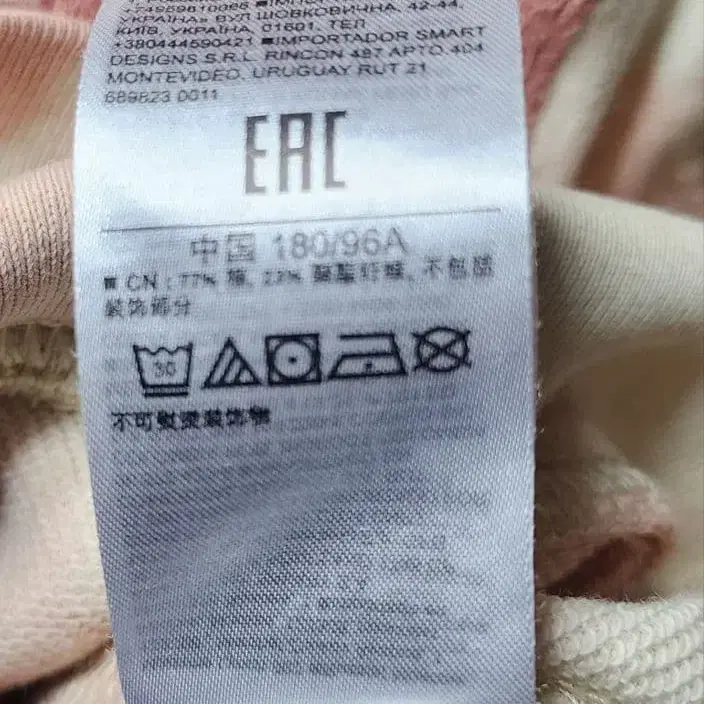 +74959810066 ■IMPO
УКРАЇНА» ВУЛ ШОВКОВИЧНА, 42-44,
КИЇВ, УКРАЇНА, 01601, ТЕЛ
+380444590421 ■IMPORTADOR SMART
DESIGNS S.R.L. RINCON 487 APTO 404
MONTEVIDEO, URUGUAY RUT 21
689823 0011
EAC
中国 180/96A
■ CN : 77% 棉, 23% 聚酯纤维, 不包括
装饰部分
30
不可熨烫装饰物